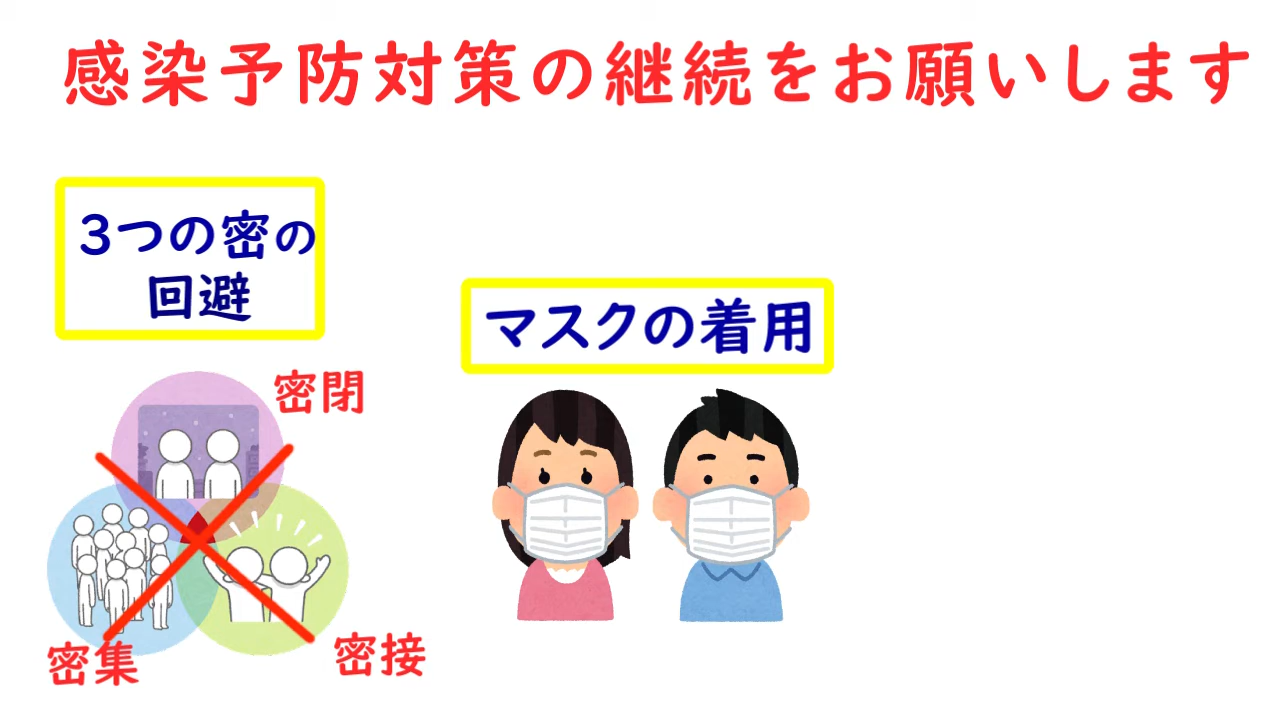 感染予防対策の継続をお願いします
3つの密の
回避
密閉
密集
密接
マスクの着用